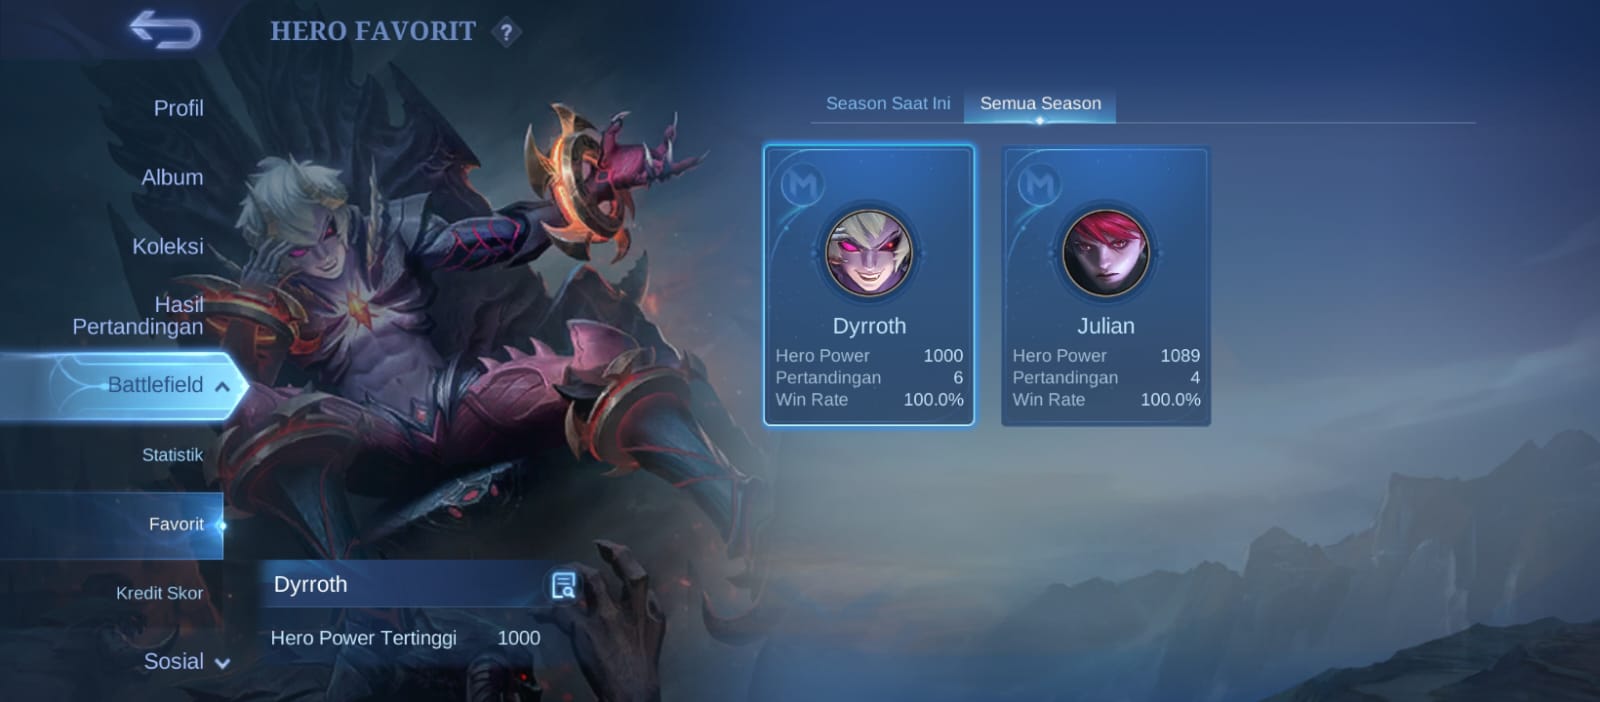 HERO FAVORIT ?
Profil
Album
Koleksi
Hasil
Pertandingan
Battlefield
Statistik
Favorit
Kredit Skor
Sosial
Dyrroth
Hero Power Tertinggi 1000
Season Saat Ini Semua Season
M
Dyrroth
Hero Power 1000
Pertandingan 6
Win Rate 100.0%
M
Julian
Hero Power 1089
Pertandingan 4
Win Rate 100.0%